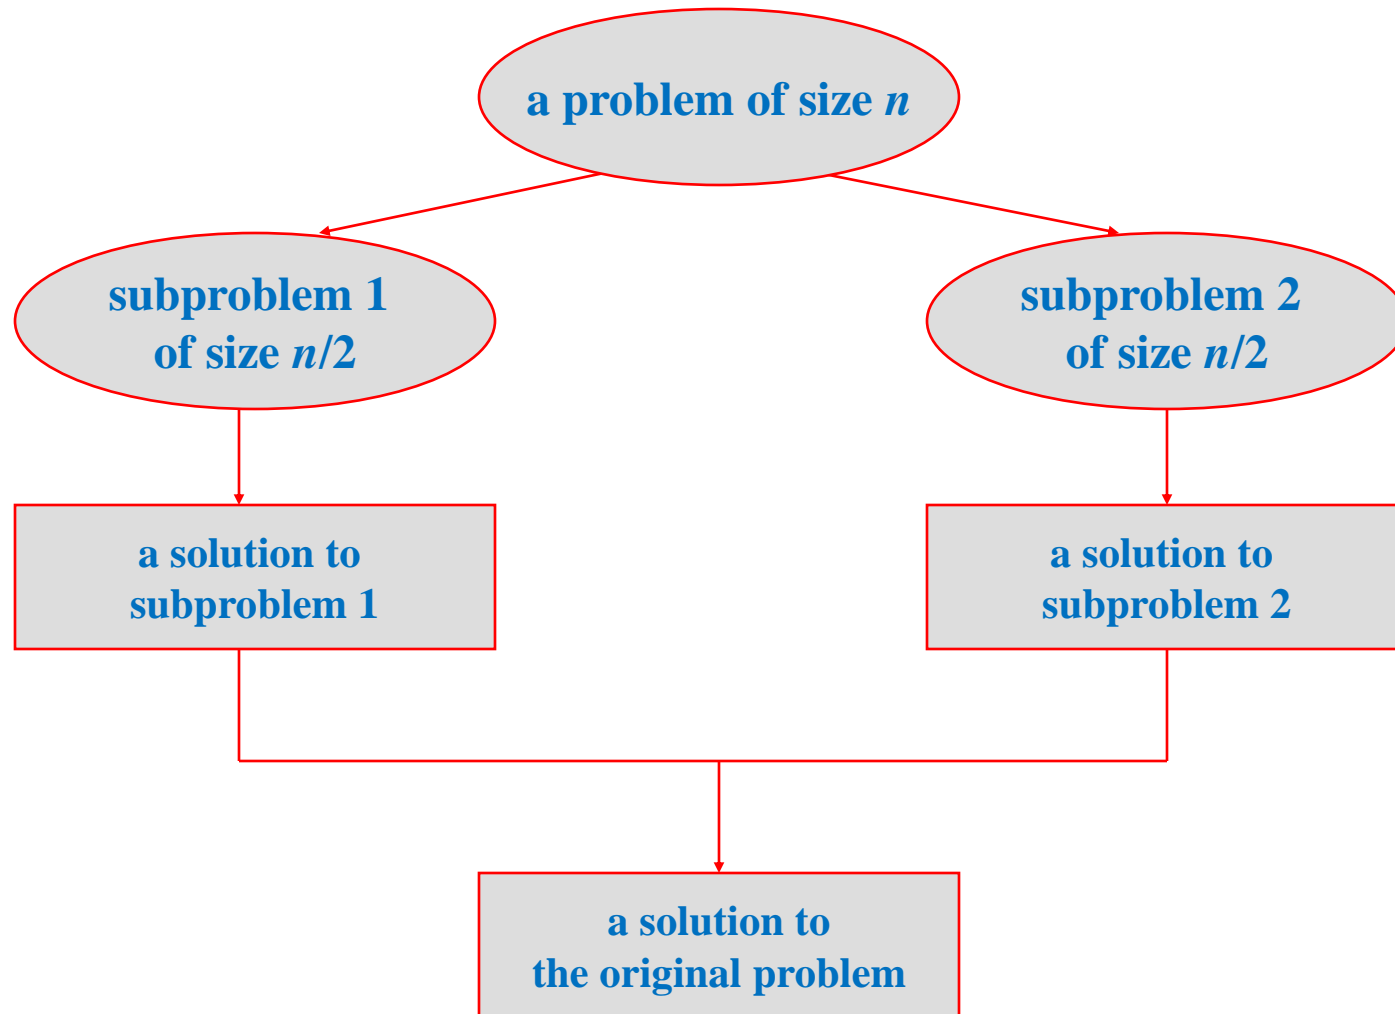 a problem of size n
subproblem 1
of size n/2
subproblem 2
of size n/2
a solution to
subproblem 1
a solution to
subproblem 2
a solution to
the original problem